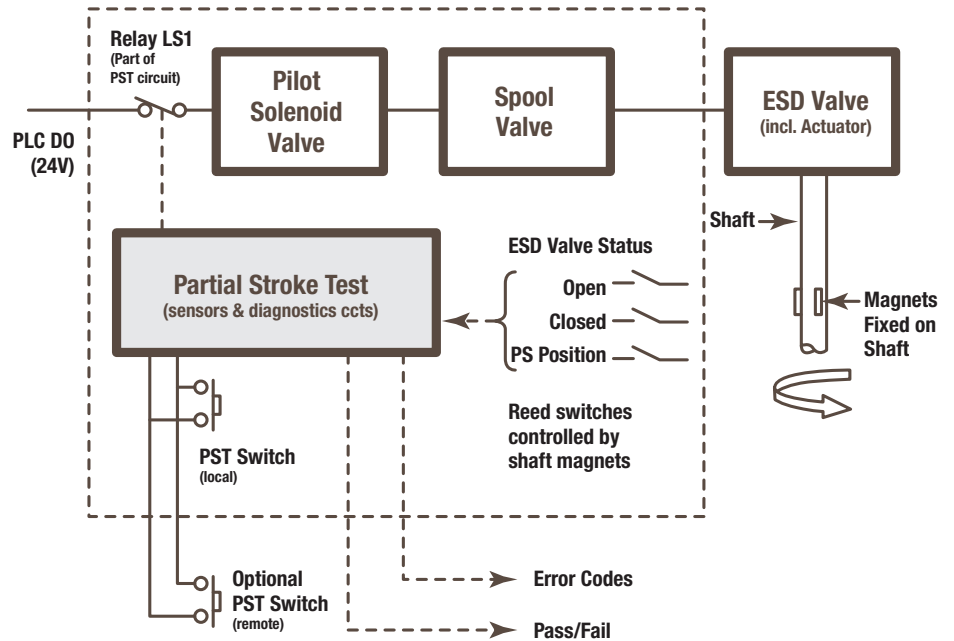 Relay LS1
(Part of
PST circuit)
PLC DO
(24V)
Pilot
Solenoid
Valve
Spool
Valve
ESD Valve
(incl. Actuator)
Shaft
Magnets
Fixed on
Shaft
Partial Stroke Test
(sensors & diagnostics ccts)
ESD Valve Status
Open
Closed
PS Position
Reed switches
controlled by
shaft magnets
PST Switch
(local)
Optional
PST Switch
(remote)
Error Codes
Pass/Fail